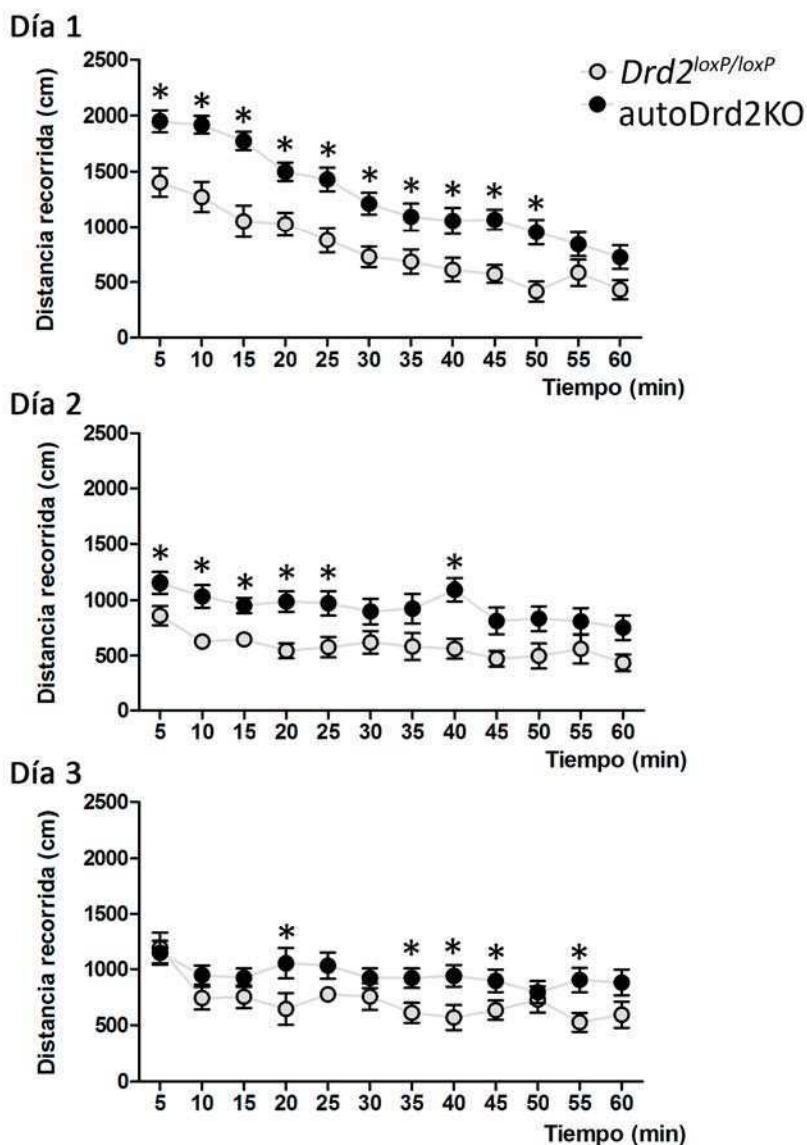 Día 1
Drd2loxP/loxP
autoDrd2KO
Distancia recorrida (cm)
2500
2000
1500
1000
500
0
* * * * * * * * * *
5 10 15 20 25 30 35 40 45 50 55 60
Tiempo (min)
Día 2
Distancia recorrida (cm)
2500
2000
1500
1000
500
0
* * * * * *
5 10 15 20 25 30 35 40 45 50 55 60
Tiempo (min)
Día 3
Distancia recorrida (cm)
2500
2000
1500
1000
500
0
* * * * *
5 10 15 20 25 30 35 40 45 50 55 60
Tiempo (min)